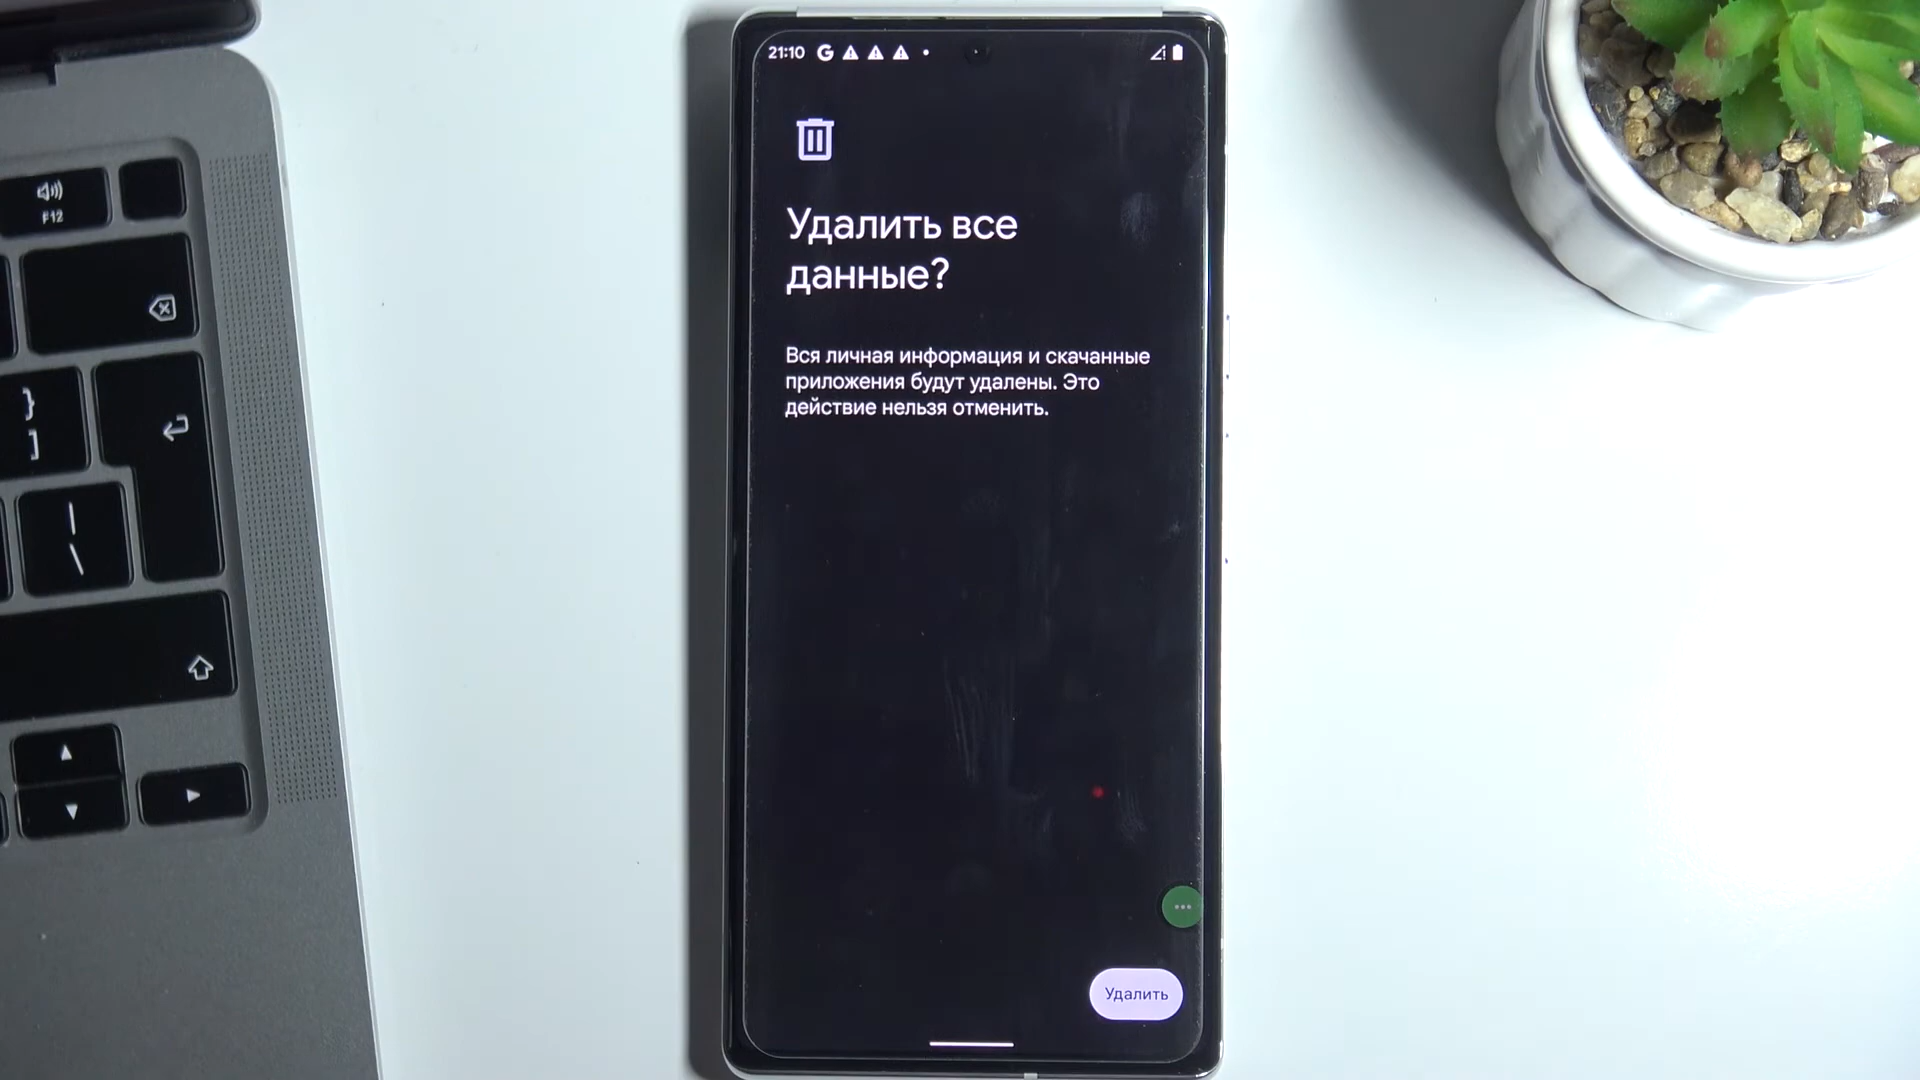 21:10 G
Удалить все
данные?
Вся личная информация и скачанные
приложения будут удалены. Это
действие нельзя отменить.
Удалить
F12
}
]
|
\